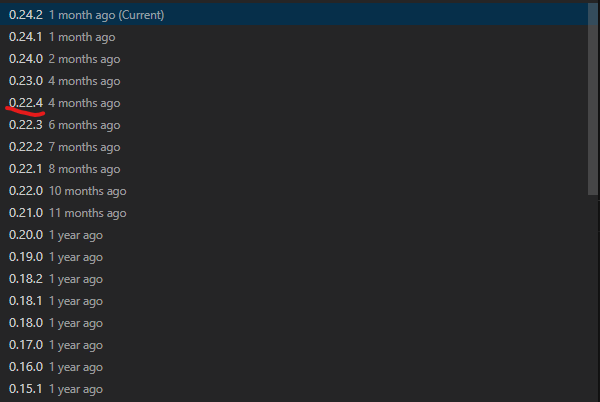 0.24.2 1 month ago (Current)
0.24.1 1 month ago
0.24.0 2 months ago
0.23.0 4 months ago
0.22.4 4 months ago
0.22.3 6 months ago
0.22.2 7 months ago
0.22.1 8 months ago
0.22.0 10 months ago
0.21.0 11 months ago
0.20.0 1 year ago
0.19.0 1 year ago
0.18.2 1 year ago
0.18.1 1 year ago
0.18.0 1 year ago
0.17.0 1 year ago
0.16.0 1 year ago
0.15.1 1 year ago